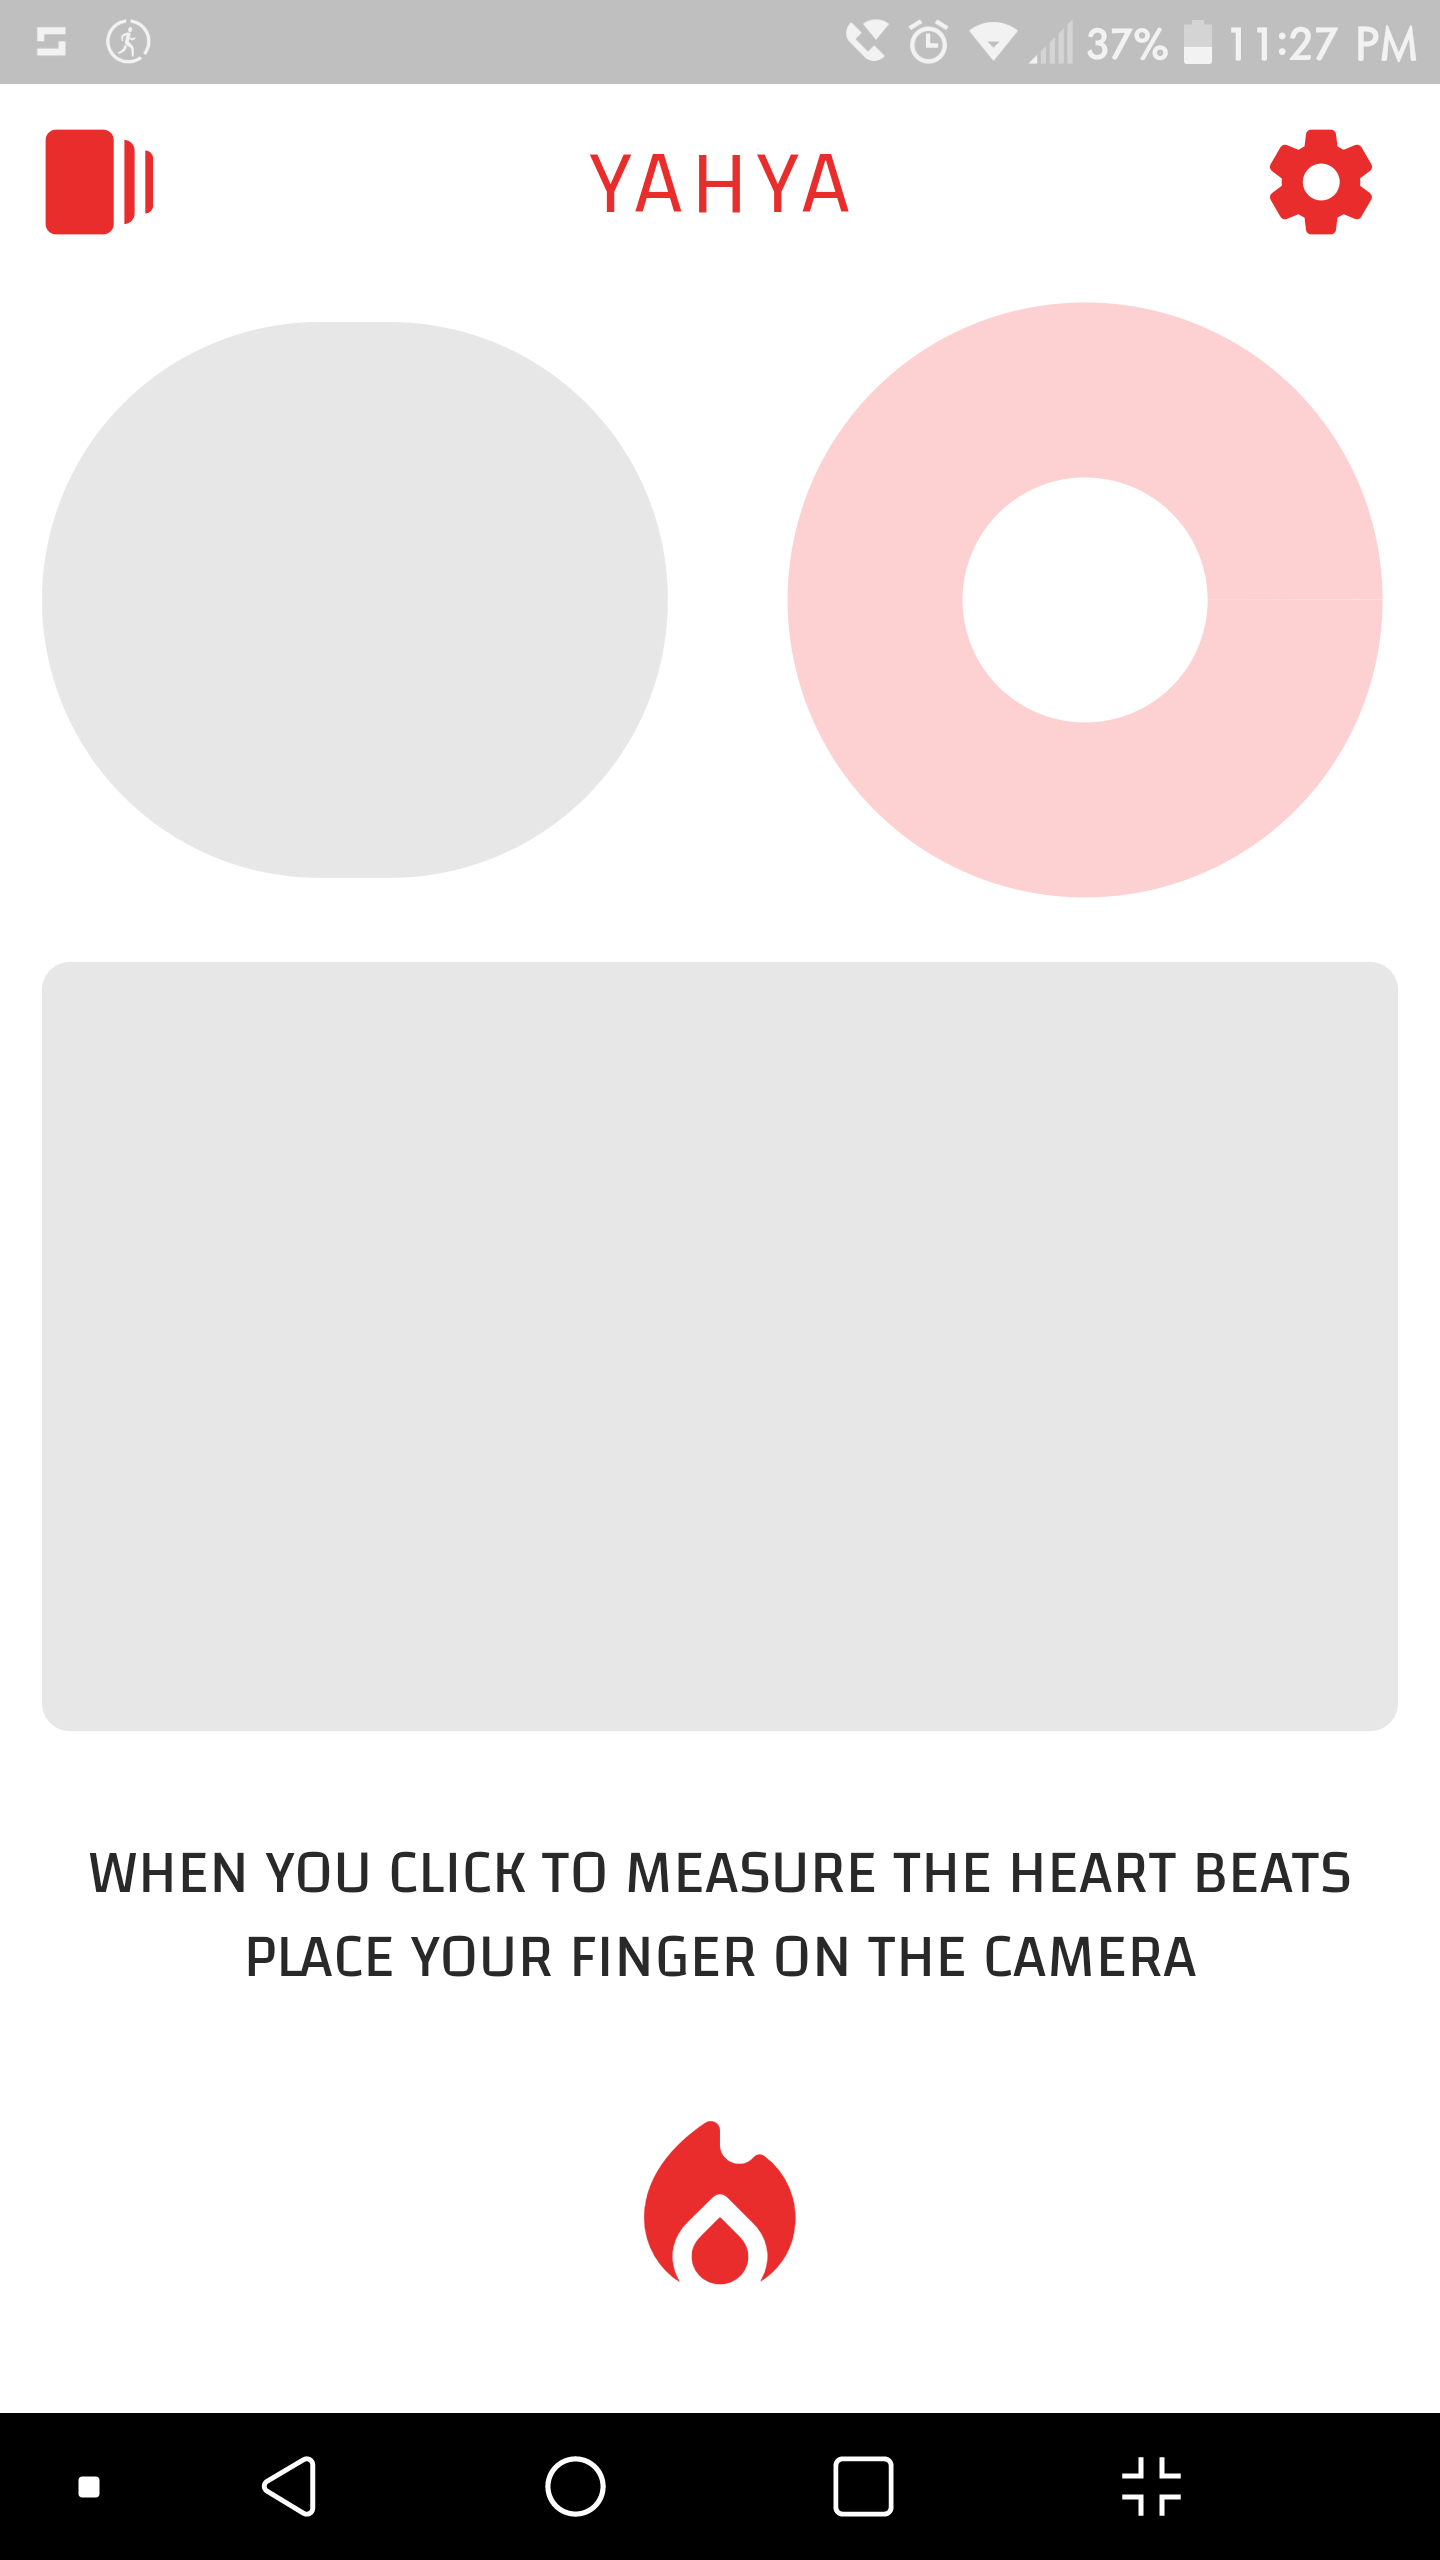 37% 11:27 PM
YAHYA
WHEN YOU CLICK TO MEASURE THE HEART BEATS
PLACE YOUR FINGER ON THE CAMERA